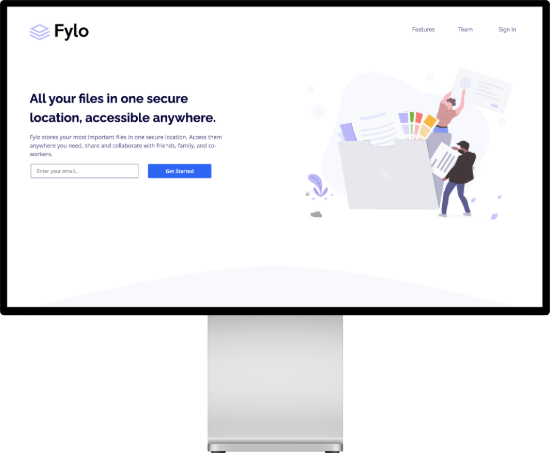 Fylo
Features
Team
Sign In
All your files in one secure
location, accessible anywhere.
Fylo stores your most important files in one secure location. Access them
anywhere you need, share and collaborate with friends, family, and co-
workers.
Enter your email...
Get Started